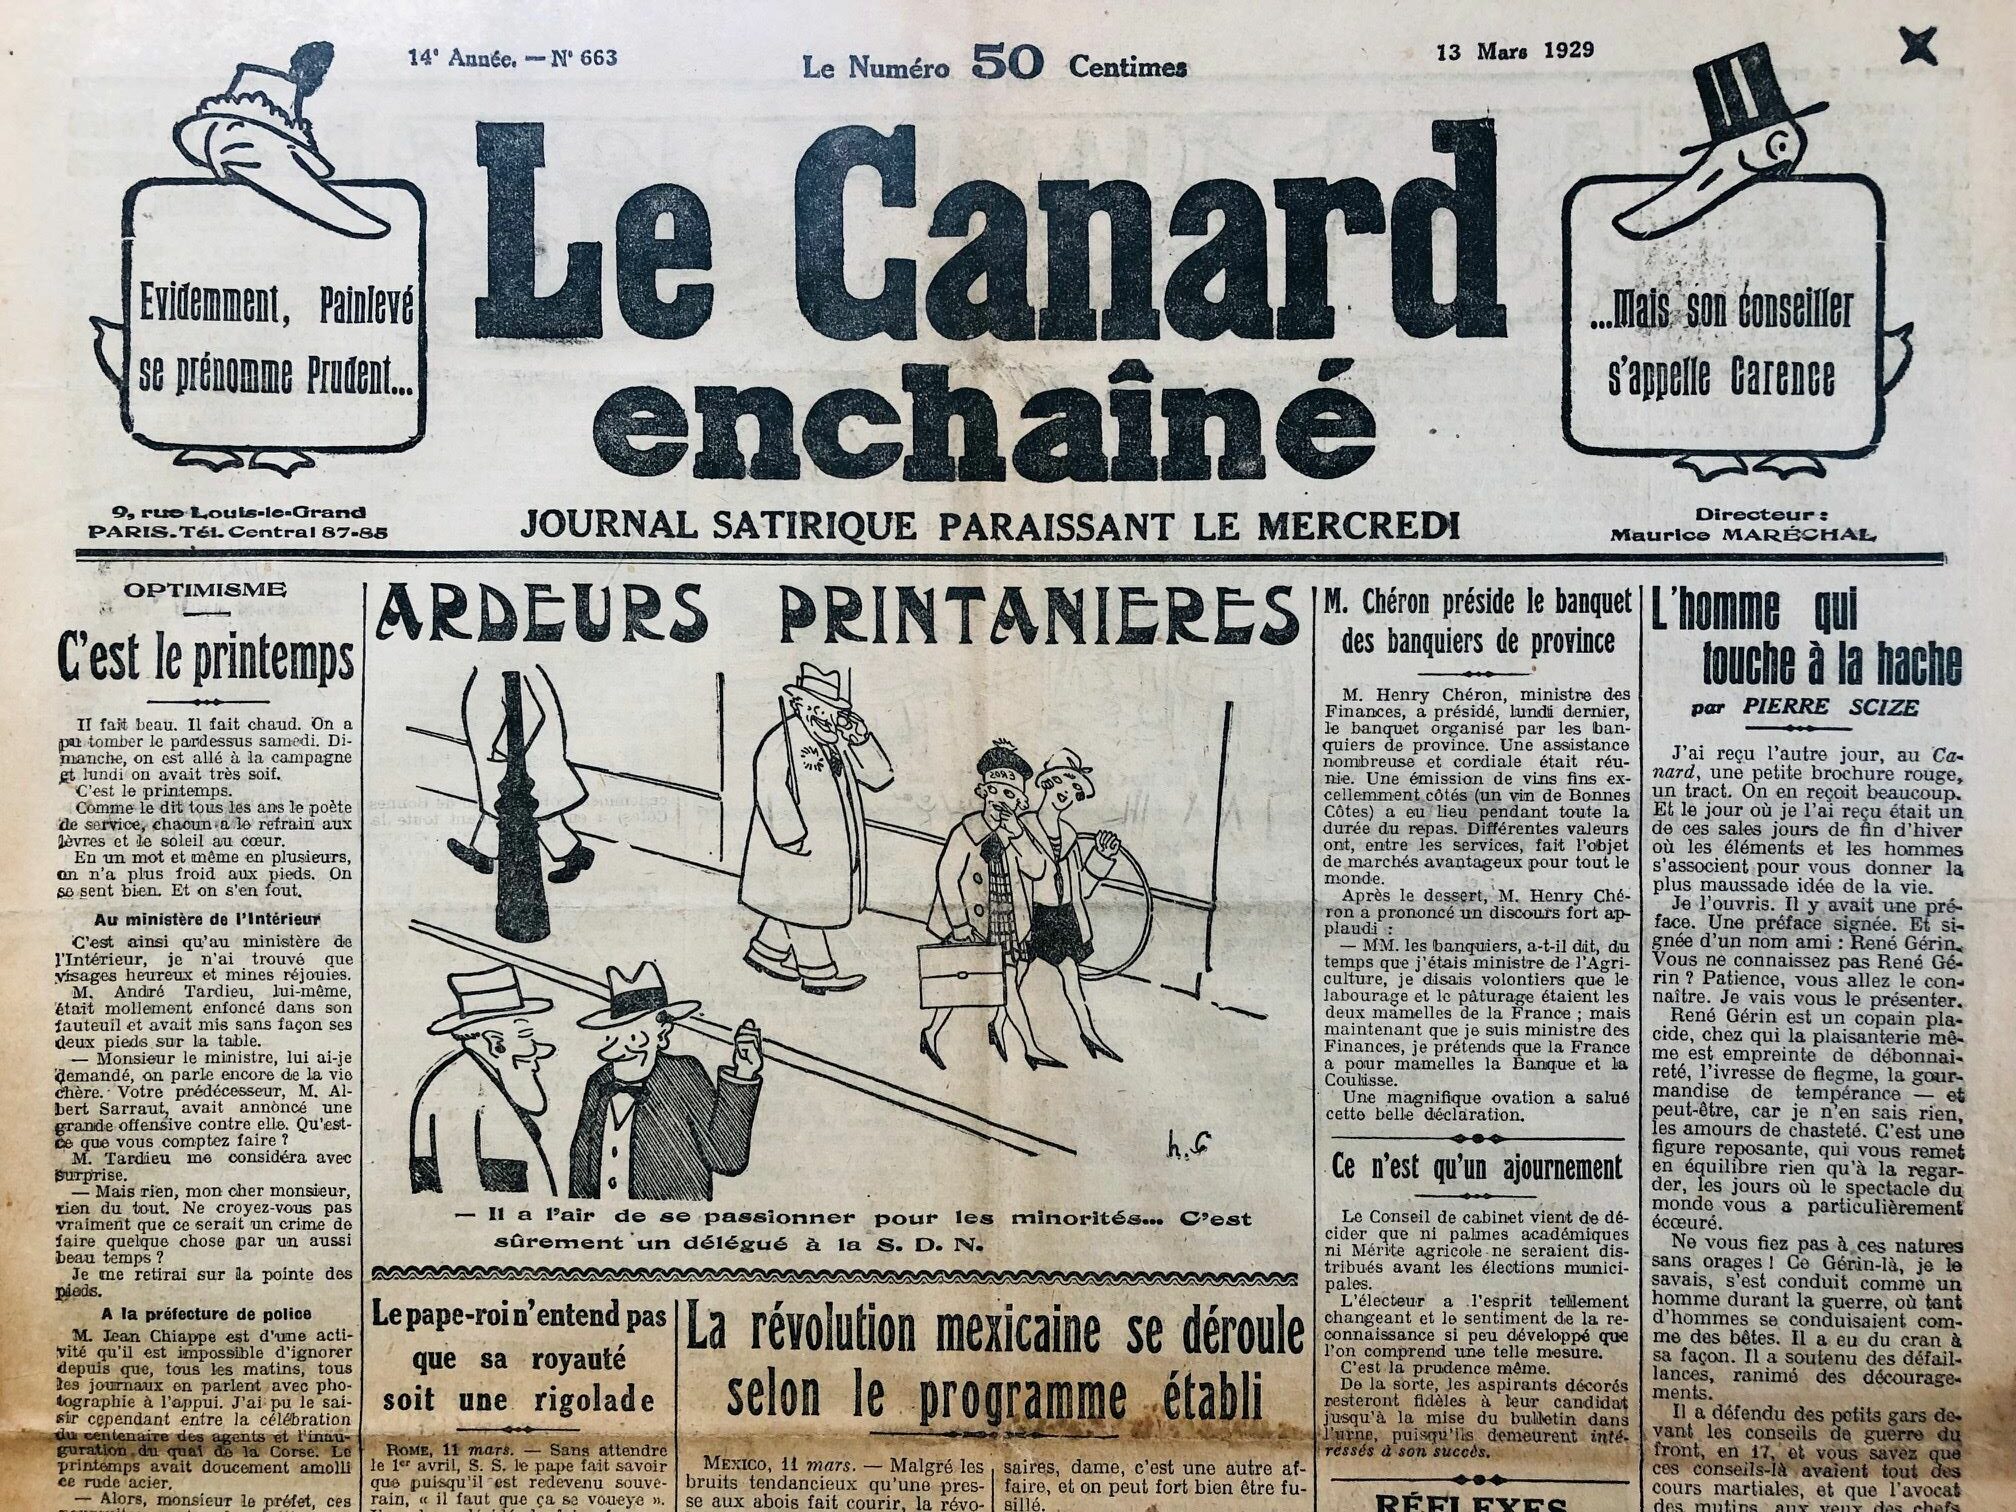 14e Année. — No 663
Le Numéro 50 Centimes
13 Mars 1929
Evidemment, Painlevé
se prénomme Prudent...
Le Canard
enchaîné
...Mais son conseiller
s'appelle Carence
9, rue Louis-le-Grand
PARIS. Tél. Central 87-85
JOURNAL SATIRIQUE PARAISSANT LE MERCREDI
Directeur :
Maurice MARÉCHAL
OPTIMISME
C'est le printemps
Il fait beau. Il fait chaud. On a
pu tomber le pardessus samedi. Di-
manche, on est allé à la campagne
et lundi on avait très soif.
C'est le printemps.
Comme le dit tous les ans le poète
de service, chacun a le refrain aux
lèvres et le soleil au cœur.
En un mot et même en plusieurs,
on n'a plus froid aux pieds. On
se sent bien. Et on s'en fout.
Au ministère de l'Intérieur
C'est ainsi qu'au ministère de
l'Intérieur, je n'ai trouvé que
visages heureux et mines réjouies.
M. André Tardieu, lui-même,
était mollement enfoncé dans son
fauteuil et avait mis sans façon ses
deux pieds sur la table.
— Monsieur le ministre, lui ai-je
demandé, on parle encore de la vie
chère. Votre prédécesseur, M. Al-
bert Sarraut, avait annoncé une
grande offensive contre elle. Qu'est-
ce que vous comptez faire ?
M. Tardieu me considéra avec
surprise.
— Mais rien, mon cher monsieur,
rien du tout. Ne croyez-vous pas
vraiment que ce serait un crime de
faire quelque chose par un aussi
beau temps ?
Je me retirai sur la pointe des
pieds.
A la préfecture de police
M. Jean Chiappe est d'une acti-
vité qu'il est impossible d'ignorer
depuis que, tous les matins, tous
les journaux en parlent avec pho-
tographie à l'appui. J'ai pu le sai-
sir cependant entre la célébration
du centenaire des agents et l'inau-
guration du quai de la Corse. Le
printemps avait doucement amolli
ce rude acier.
— Alors, monsieur le préfet, ces
ARDEURS PRINTANIERES
EROS
h. G
— Il a l'air de se passionner pour les minorités... C'est
sûrement un délégué à la S. D. N.
Le pape-roi n'entend pas
que sa royauté
soit une rigolade
ROME, 11 mars. — Sans attendre
le 1er avril, S. S. le pape fait savoir
que puisqu'il est redevenu souve-
rain, « il faut que ça se voueye ».
La révolution mexicaine se déroule
selon le programme établi
MEXICO, 11 mars. — Malgré les
bruits tendancieux qu'une pres-
se aux abois fait courir, la révo-
saires, dame, c'est une autre af-
faire, et on peut fort bien être fu-
sillé.
M. Chéron préside le banquet
des banquiers de province
M. Henry Chéron, ministre des
Finances, a présidé, lundi dernier,
le banquet organisé par les ban-
quiers de province. Une assistance
nombreuse et cordiale était réu-
nie. Une émission de vins fins ex-
cellemment côtés (un vin de Bonnes
Côtes) a eu lieu pendant toute la
durée du repas. Différentes valeurs
ont, entre les services, fait l'objet
de marchés avantageux pour tout le
monde.
Après le dessert, M. Henry Ché-
ron a prononcé un discours fort ap-
plaudi :
— MM. les banquiers, a-t-il dit, du
temps que j'étais ministre de l'Agri-
culture, je disais volontiers que le
labourage et le pâturage étaient les
deux mamelles de la France ; mais
maintenant que je suis ministre des
Finances, je prétends que la France
a pour mamelles la Banque et la
Coulisse.
Une magnifique ovation a salué
cette belle déclaration.
Ce n'est qu'un ajournement
Le Conseil de cabinet vient de dé-
cider que ni palmes académiques
ni Mérite agricole ne seraient dis-
tribués avant les élections munici-
pales.
L'électeur a l'esprit tellement
changeant et le sentiment de la re-
connaissance si peu développé que
l'on comprend une telle mesure.
C'est la prudence même.
De la sorte, les aspirants décorés
resteront fidèles à leur candidat
jusqu'à la mise du bulletin dans
l'urne, puisqu'ils demeurent inté-
ressés à son succès.
RÉFLEXES
L'homme qui
touche à la hache
par PIERRE SCIZE
J'ai reçu l'autre jour, au Ca-
nard, une petite brochure rouge,
un tract. On en reçoit beaucoup.
Et le jour où je l'ai reçu était un
de ces sales jours de fin d'hiver
où les éléments et les hommes
s'associent pour vous donner la
plus maussade idée de la vie.
Je l'ouvris. Il y avait une pré-
face. Une préface signée. Et si-
gnée d'un nom ami : René Gérin.
Vous ne connaissez pas René Gé-
rin ? Patience, vous allez le con-
naître. Je vais vous le présenter.
René Gérin est un copain pla-
cide, chez qui la plaisanterie mê-
me est empreinte de débonnai-
reté, l'ivresse de flegme, la gour-
mandise de tempérance — et
peut-être, car je n'en sais rien,
les amours de chasteté. C'est une
figure reposante, qui vous remet
en équilibre rien qu'à la regar-
der, les jours où le spectacle du
monde vous a particulièrement
écœuré.
Ne vous fiez pas à ces natures
sans orages ! Ce Gérin-là, je le
savais, s'est conduit comme un
homme durant la guerre, où tant
d'hommes se conduisaient com-
me des bêtes. Il a eu du cran à
sa façon. Il a soutenu des défail-
lances, ranimé des décourage-
ments.
Il a défendu des petits gars de-
vant les conseils de guerre du
front, en 17, et vous savez que
ces conseils-là avaient tout des
cours martiales, et que l'avocat
des mutins, aux yeux des chefs